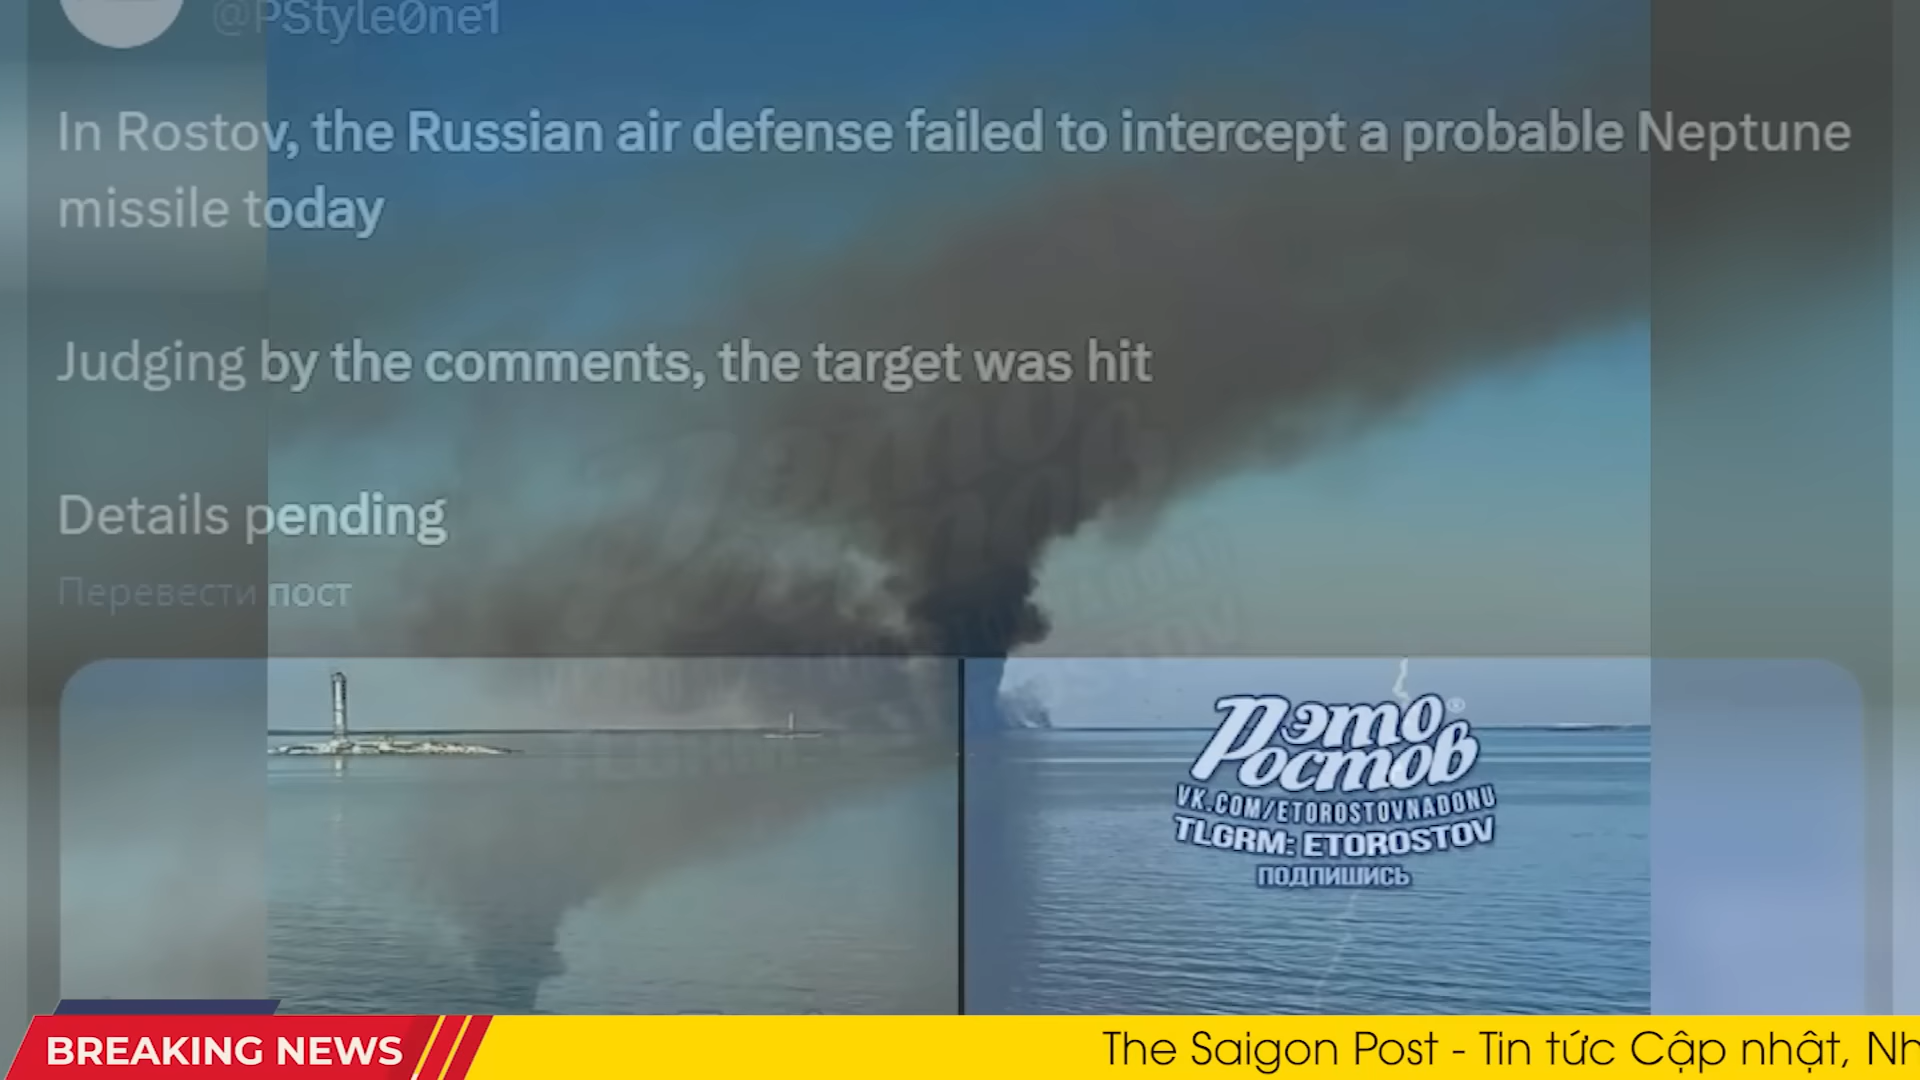 @PStyle0ne1
In Rostov, the Russian air defense failed to intercept a probable Neptune
missile today
Judging by the comments, the target was hit
Details pending
Перевести пост
Рэто
Ростов
®
VK.COM/ETOROSTOVNADONU
TLGRM: ETOROSTOV
ПОДПИШИСЬ
BREAKING NEWS
The Saigon Post - Tin tức Cập nhật, Nh